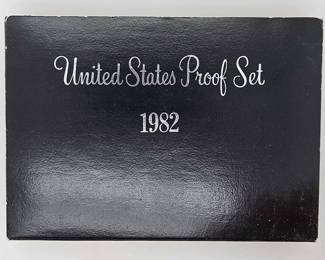 United States Proof Set
1982